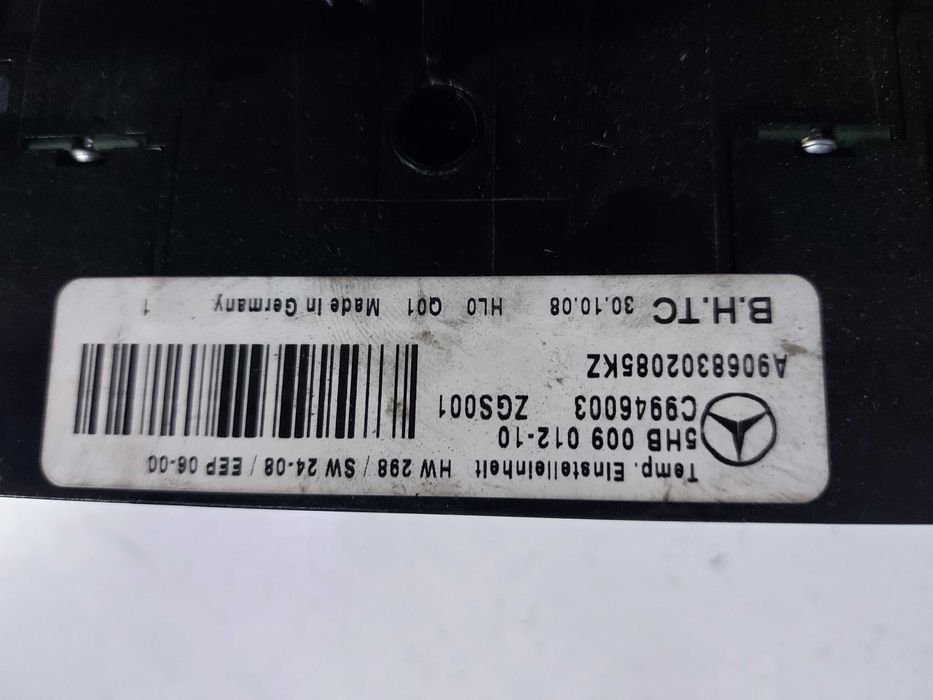 Temp. Einstelleinheit HW 298 / SW 24-08 / EEP 06-00
5HB 009 012-10
C9946003 ZGS001
A9068302085KZ
B.H.TC 30.10.08 HL0 Q01 Made in Germany 1